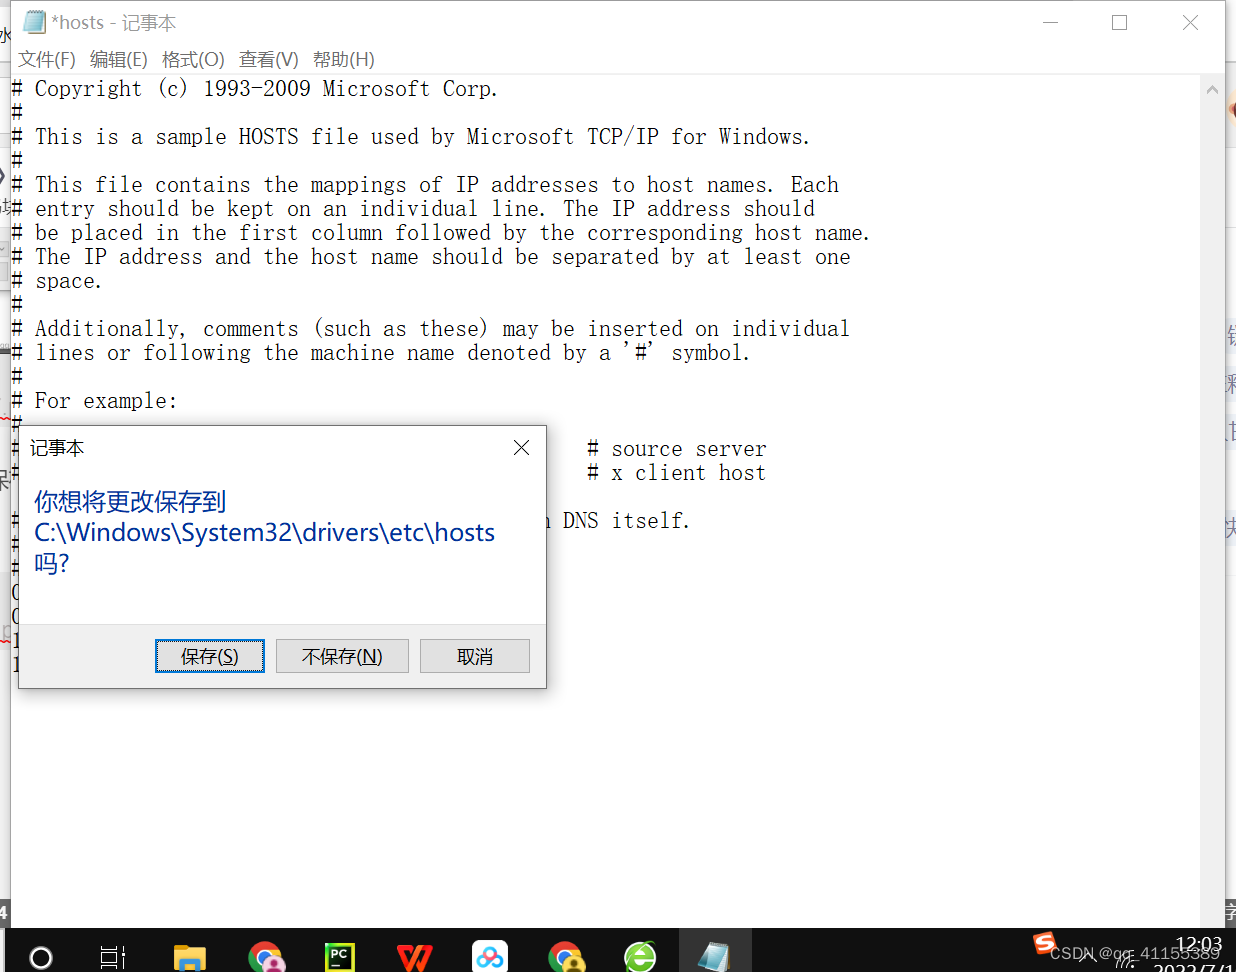 *hosts - 记事本
文件(F) 编辑(E) 格式(O) 查看(V) 帮助(H)
# Copyright (c) 1993-2009 Microsoft Corp.
#
# This is a sample HOSTS file used by Microsoft TCP/IP for Windows.
#
# This file contains the mappings of IP addresses to host names. Each
# entry should be kept on an individual line. The IP address should
# be placed in the first column followed by the corresponding host name.
# The IP address and the host name should be separated by at least one
# space.
#
# Additionally, comments (such as these) may be inserted on individual
# lines or following the machine name denoted by a '#' symbol.
#
# For example:
#
# # source server
# # x client host
# DNS itself.
#
#
记事本
你想将更改保存到
C:\Windows\System32\drivers\etc\hosts
吗?
保存(S) 不保存(N) 取消
PC
12:03
CSDN @qq_41155389